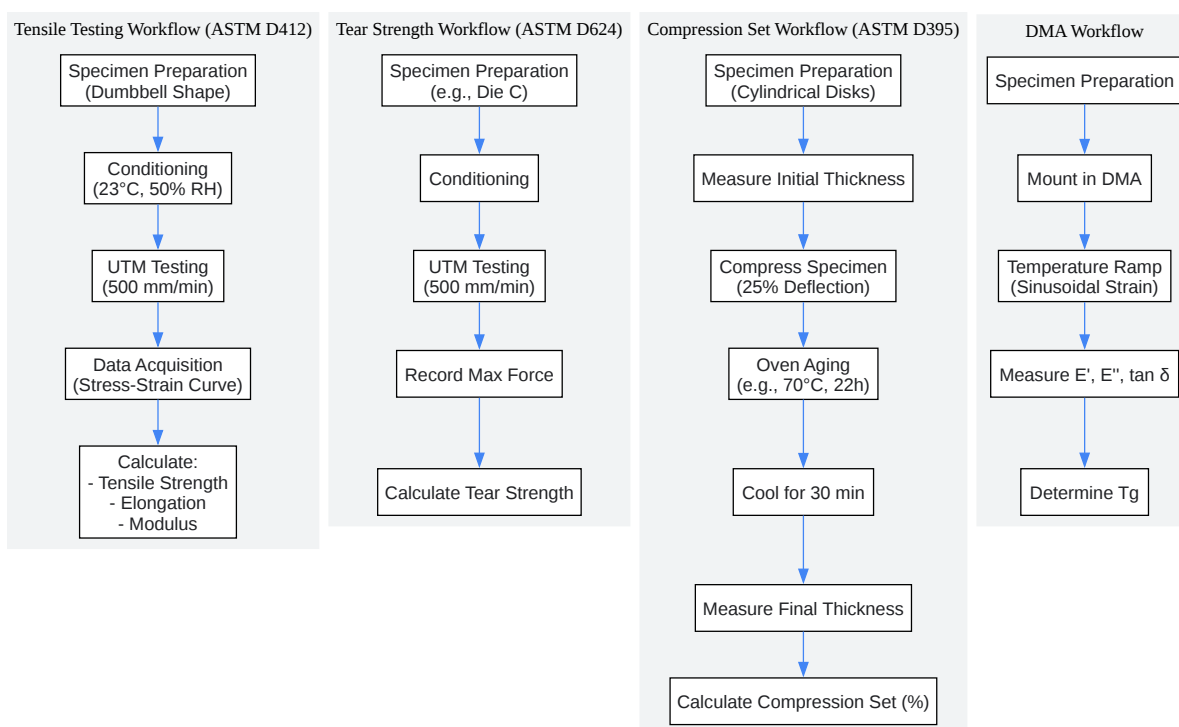 Tensile Testing Workflow (ASTM D412)
Specimen Preparation
(Dumbbell Shape)
Conditioning
(23°C, 50% RH)
UTM Testing
(500 mm/min)
Data Acquisition
(Stress-Strain Curve)
Calculate:
- Tensile Strength
- Elongation
- Modulus
Tear Strength Workflow (ASTM D624)
Specimen Preparation
(e.g., Die C)
Conditioning
UTM Testing
(500 mm/min)
Record Max Force
Calculate Tear Strength
Compression Set Workflow (ASTM D395)
Specimen Preparation
(Cylindrical Disks)
Measure Initial Thickness
Compress Specimen
(25% Deflection)
Oven Aging
(e.g., 70°C, 22h)
Cool for 30 min
Measure Final Thickness
Calculate Compression Set (%)
DMA Workflow
Specimen Preparation
Mount in DMA
Temperature Ramp
(Sinusoidal Strain)
Measure E', E'', tan δ
Determine Tg